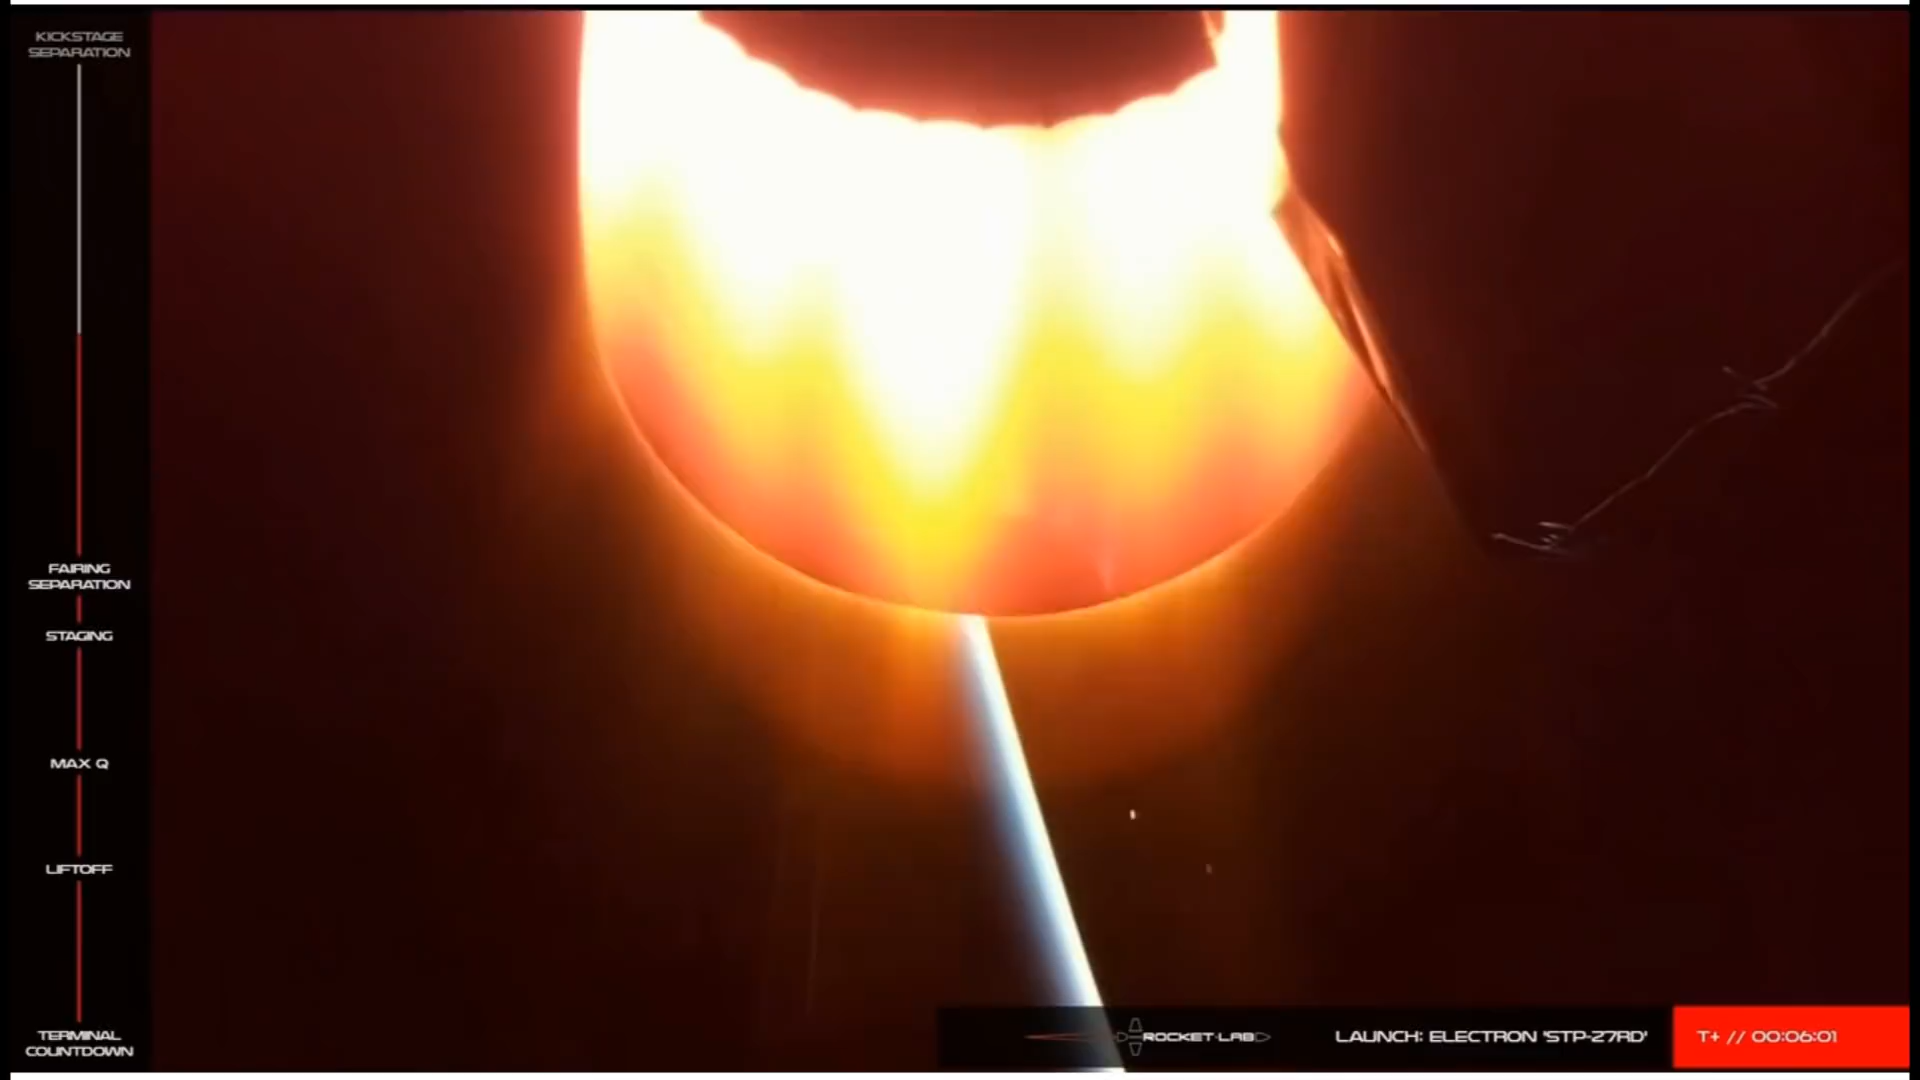 KICKSTAGE
SEPARATION
FAIRING
SEPARATION
STAGING
MAX Q
LIFTOFF
TERMINAL
COUNTDOWN
ROCKET LAB
LAUNCH: ELECTRON 'STP-27RD'
T+ // 00:06:01